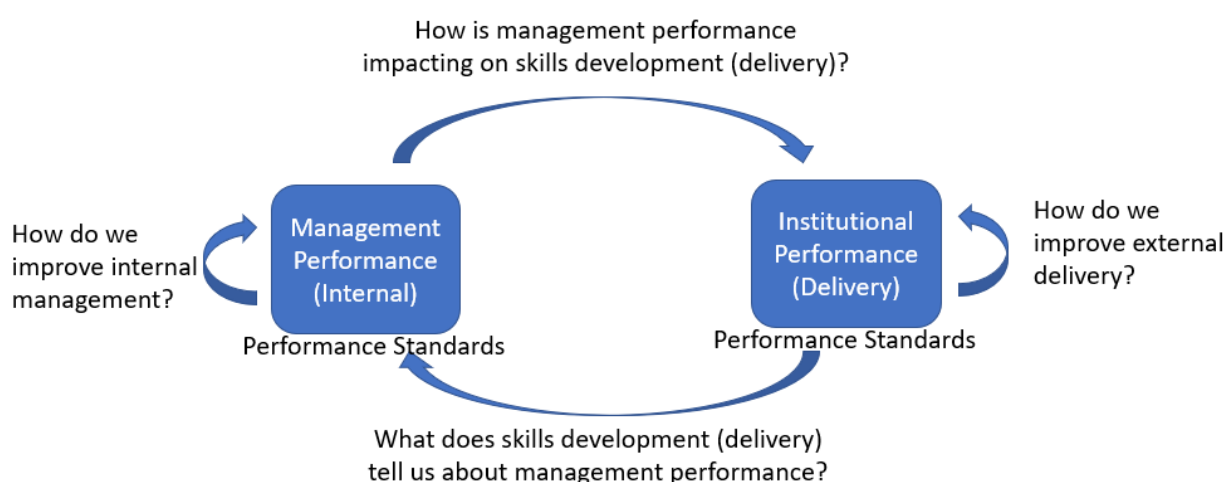 How is management performance
impacting on skills development (delivery)?
How do we
improve internal
management?
Management
Performance
(Internal)
Performance Standards
Institutional
Performance
(Delivery)
Performance Standards
How do we
improve external
delivery?
What does skills development (delivery)
tell us about management performance?